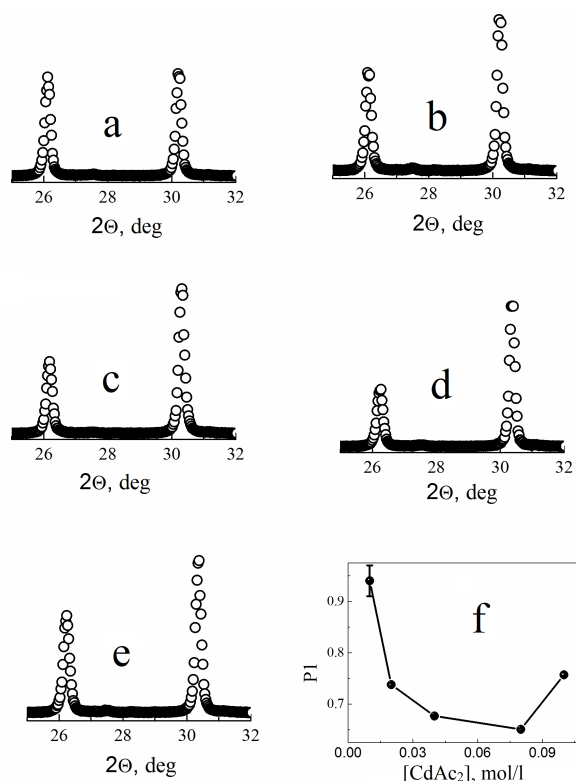 a
26 28 30 32
2Θ, deg
b
26 28 30 32
2Θ, deg
c
26 28 30 32
2Θ, deg
d
26 28 30 32
2Θ, deg
e
26 28 30 32
2Θ, deg
f
0.9
0.8
0.7
P1
0.00 0.03 0.06 0.09
[CdAc₂], mol/l